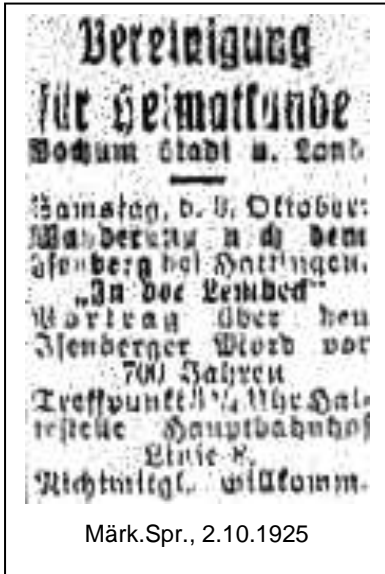 Vereinigung
für Heimatkunde
Bochum Stadt u. Land
Samstag, d. 3. Oktober:
Wanderung nach dem
Isenberg bei Hattingen.
„In der Lembeck"
Vortrag über den
Isenberger Mord vor
700 Jahren
Treffpunkt Uhr Hal-
testelle Hauptbahnhof
Linie
Nichtmitgl. willkomm.
Märk.Spr., 2.10.1925